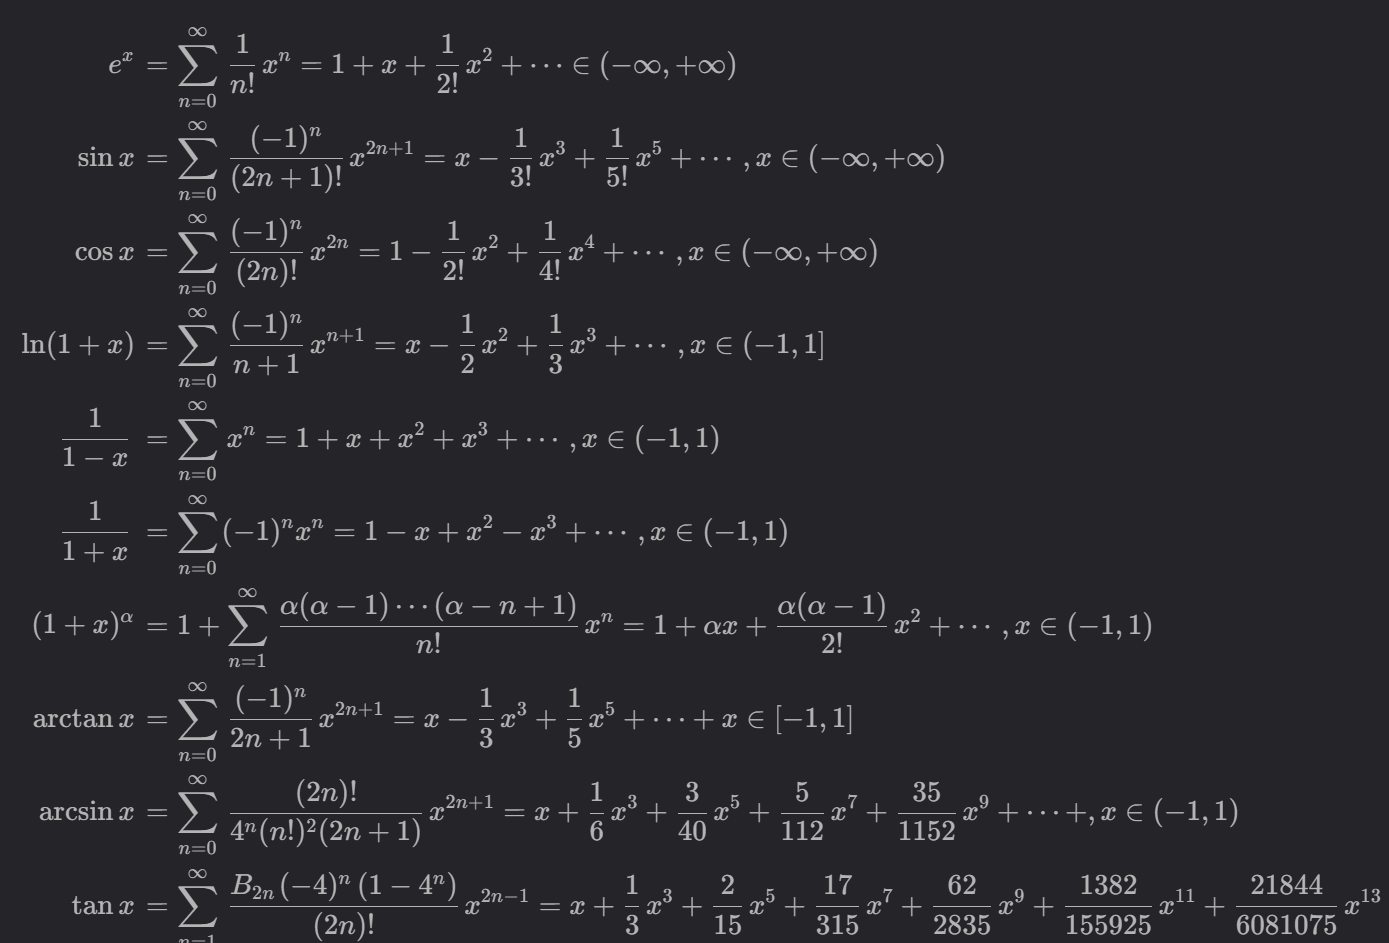 e^x = \sum_{n=0}^{\infty} \frac{1}{n!} x^n = 1 + x + \frac{1}{2!} x^2 + \cdots \in (-\infty, +\infty)
\sin x = \sum_{n=0}^{\infty} \frac{(-1)^n}{(2n+1)!} x^{2n+1} = x - \frac{1}{3!} x^3 + \frac{1}{5!} x^5 + \cdots, x \in (-\infty, +\infty)
\cos x = \sum_{n=0}^{\infty} \frac{(-1)^n}{(2n)!} x^{2n} = 1 - \frac{1}{2!} x^2 + \frac{1}{4!} x^4 + \cdots, x \in (-\infty, +\infty)
\ln(1+x) = \sum_{n=0}^{\infty} \frac{(-1)^n}{n+1} x^{n+1} = x - \frac{1}{2} x^2 + \frac{1}{3} x^3 + \cdots, x \in (-1, 1]
\frac{1}{1-x} = \sum_{n=0}^{\infty} x^n = 1 + x + x^2 + x^3 + \cdots, x \in (-1, 1)
\frac{1}{1+x} = \sum_{n=0}^{\infty} (-1)^n x^n = 1 - x + x^2 - x^3 + \cdots, x \in (-1, 1)
(1+x)^\alpha = 1 + \sum_{n=1}^{\infty} \frac{\alpha(\alpha-1)\cdots(\alpha-n+1)}{n!} x^n = 1 + \alpha x + \frac{\alpha(\alpha-1)}{2!} x^2 + \cdots, x \in (-1, 1)
\arctan x = \sum_{n=0}^{\infty} \frac{(-1)^n}{2n+1} x^{2n+1} = x - \frac{1}{3} x^3 + \frac{1}{5} x^5 + \cdots + x \in [-1, 1]
\arcsin x = \sum_{n=0}^{\infty} \frac{(2n)!}{4^n (n!)^2 (2n+1)} x^{2n+1} = x + \frac{1}{6} x^3 + \frac{3}{40} x^5 + \frac{5}{112} x^7 + \frac{35}{1152} x^9 + \cdots +, x \in (-1, 1)
\tan x = \sum_{n=1}^{\infty} \frac{B_{2n} (-4)^n (1-4^n)}{(2n)!} x^{2n-1} = x + \frac{1}{3} x^3 + \frac{2}{15} x^5 + \frac{17}{315} x^7 + \frac{62}{2835} x^9 + \frac{1382}{155925} x^{11} + \frac{21844}{6081075} x^{13}